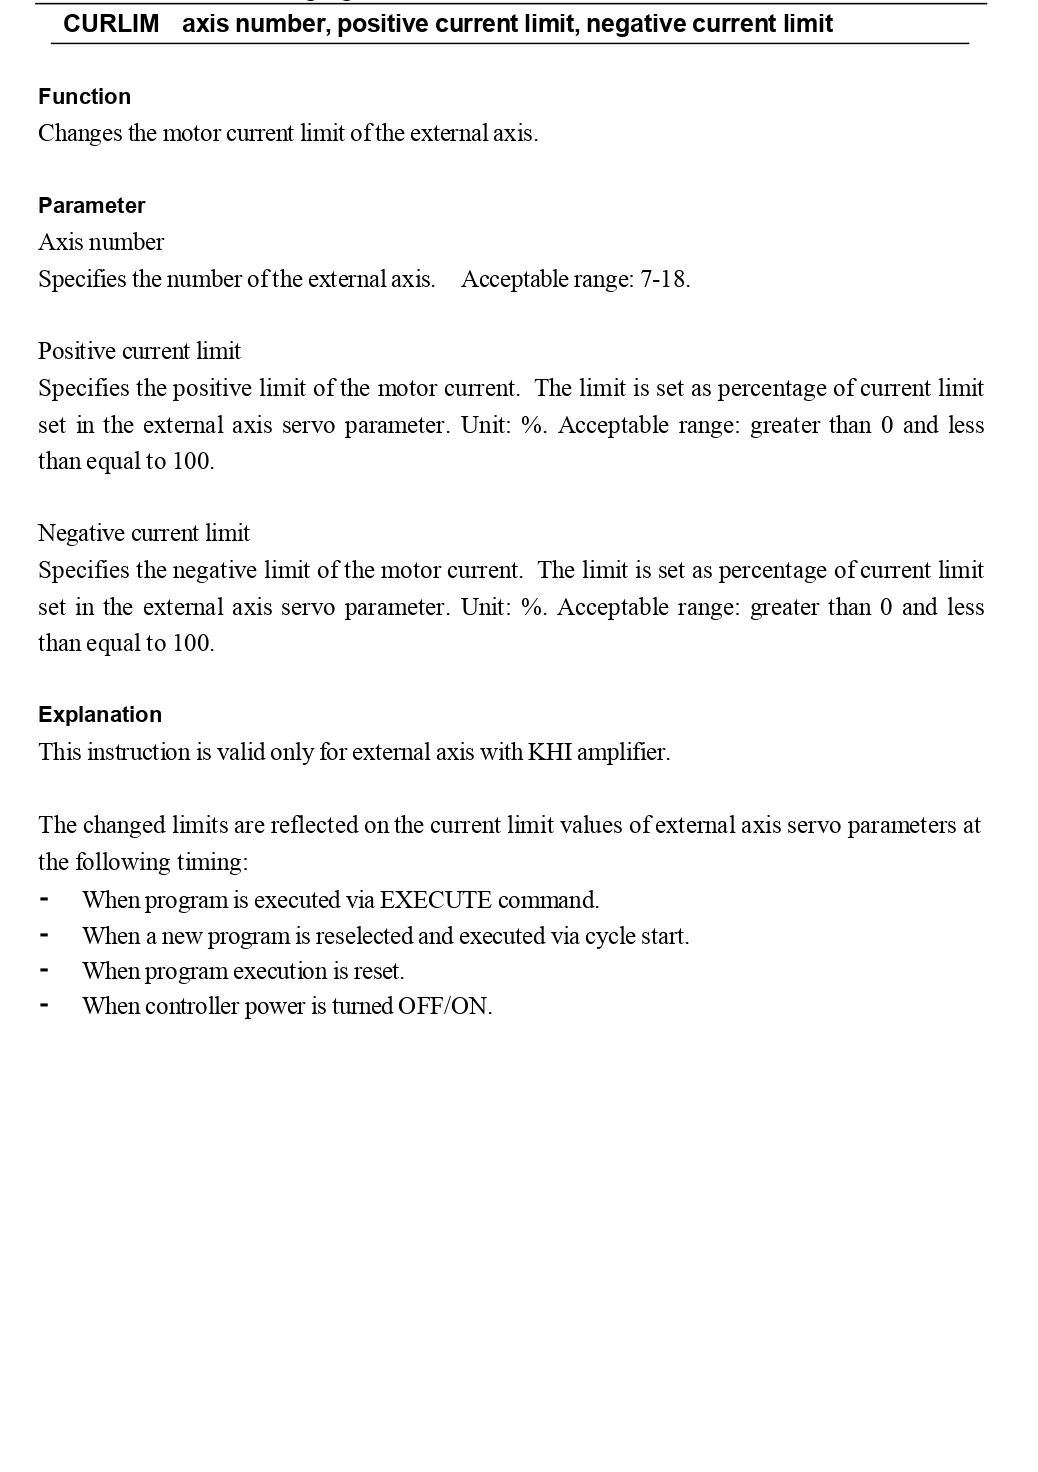 CURLIM axis number, positive current limit, negative current limit
Function
Changes the motor current limit of the external axis.
Parameter
Axis number
Specifies the number of the external axis. Acceptable range: 7-18.
Positive current limit
Specifies the positive limit of the motor current. The limit is set as percentage of current limit
set in the external axis servo parameter. Unit: %. Acceptable range: greater than 0 and less
than equal to 100.
Negative current limit
Specifies the negative limit of the motor current. The limit is set as percentage of current limit
set in the external axis servo parameter. Unit: %. Acceptable range: greater than 0 and less
than equal to 100.
Explanation
This instruction is valid only for external axis with KHI amplifier.
The changed limits are reflected on the current limit values of external axis servo parameters at
the following timing:
- When program is executed via EXECUTE command.
- When a new program is reselected and executed via cycle start.
- When program execution is reset.
- When controller power is turned OFF/ON.